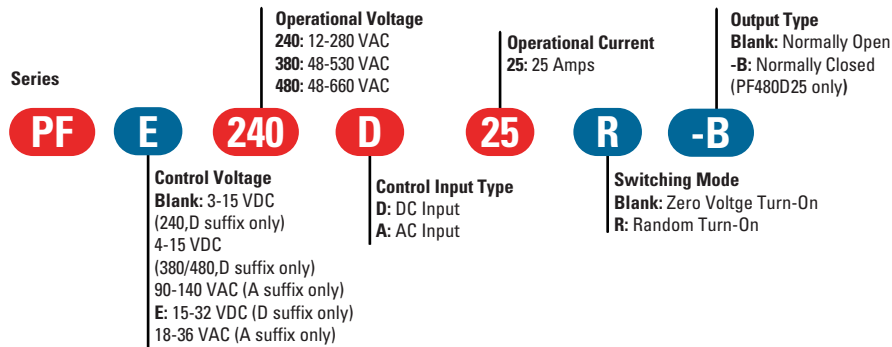 Operational Voltage
240: 12-280 VAC
380: 48-530 VAC
480: 48-660 VAC
Operational Current
25: 25 Amps
Output Type
Blank: Normally Open
-B: Normally Closed
(PF480D25 only)
Series
PF E 240 D 25 R -B
Control Voltage
Blank: 3-15 VDC
(240,D suffix only)
4-15 VDC
(380/480,D suffix only)
90-140 VAC (A suffix only)
E: 15-32 VDC (D suffix only)
18-36 VAC (A suffix only)
Control Input Type
D: DC Input
A: AC Input
Switching Mode
Blank: Zero Voltge Turn-On
R: Random Turn-On